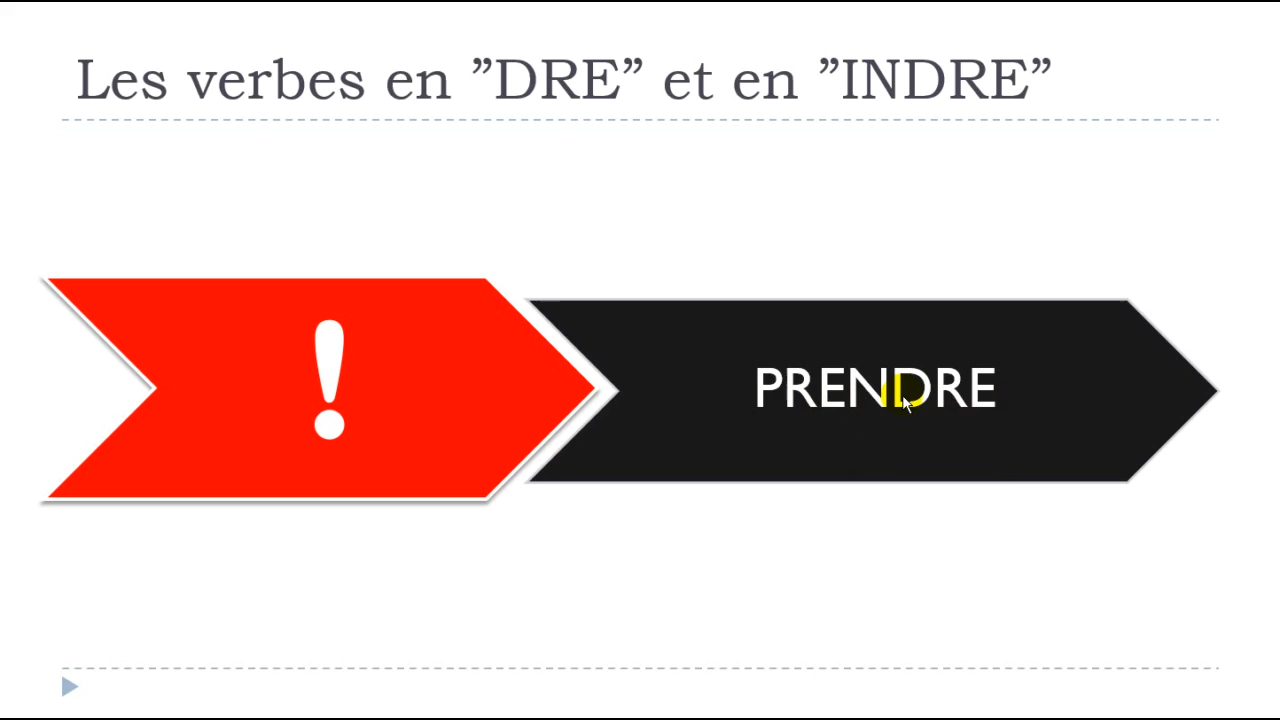 Les verbes en ”DRE” et en ”INDRE”
!
PRENDRE